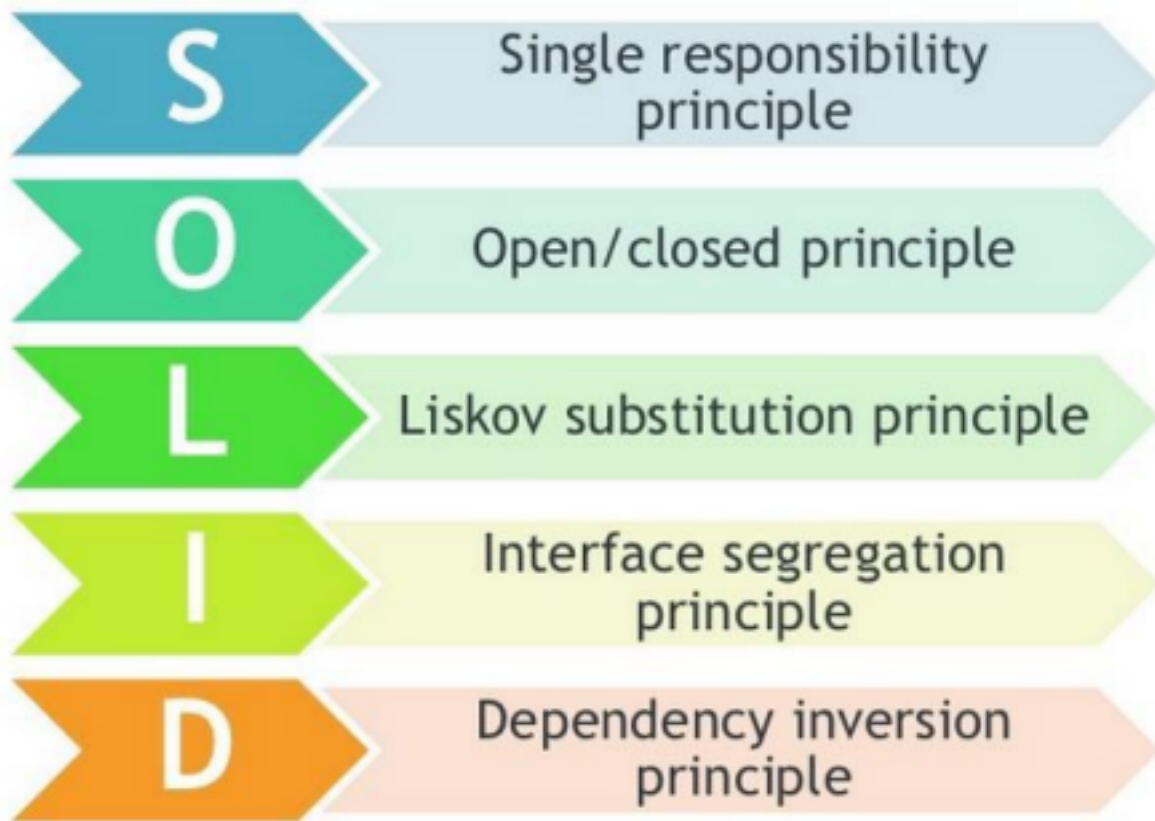 S
Single responsibility
principle
O
Open/closed principle
L
Liskov substitution principle
I
Interface segregation
principle
D
Dependency inversion
principle